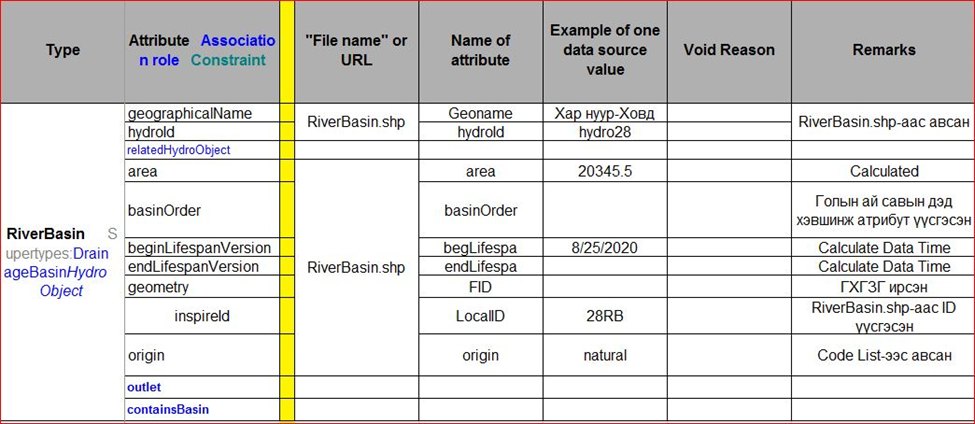 Type
Attribute Associatio
n role Constraint
"File name" or
URL
Name of
attribute
Example of one
data source
value
Void Reason
Remarks
RiverBasin S
upertypes:Drain
ageBasinHydro
Object
geographicalName
RiverBasin.shp
Geoname
Хар нуур-Ховд
RiverBasin.shp-аас авсан
hydroId
hydroId
hydro28
relatedHydroObject
area
RiverBasin.shp
area
20345.5
Calculated
basinOrder
basinOrder
Голын ай савын дэд
хэвшинж атрибут үүсгэсэн
beginLifespanVersion
begLifespa
8/25/2020
Calculate Data Time
endLifespanVersion
endLifespa
Calculate Data Time
geometry
FID
ГХГЗГ ирсэн
inspireId
LocalID
28RB
RiverBasin.shp-аас ID
үүсгэсэн
origin
origin
natural
Code List-ээс авсан
outlet
containsBasin